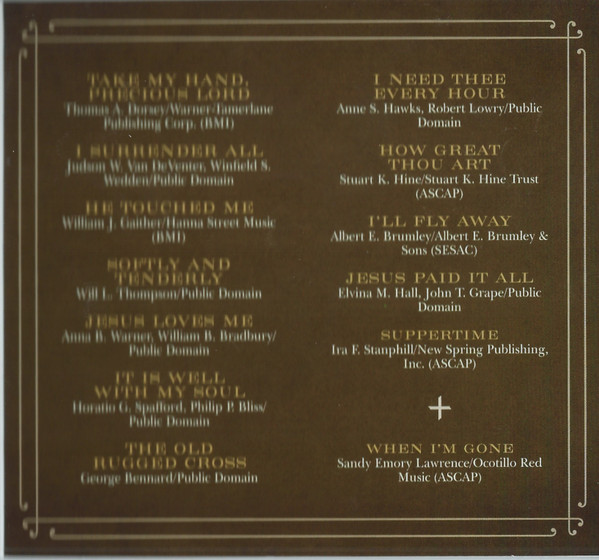 TAKE MY HAND,
PRECIOUS LORD
Thomas A. Dorsey/Warner-Tamerlane
Publishing Corp. (BMI)
I SURRENDER ALL
Judson W. Van DeVenter, Winfield S.
Weeden/Public Domain
HE TOUCHED ME
William J. Gaither/Hanna Street Music
(BMI)
SOFTLY AND
TENDERLY
Will L. Thompson/Public Domain
JESUS LOVES ME
Anna B. Warner, William B. Bradbury/
Public Domain
IT IS WELL
WITH MY SOUL
Horatio G. Spafford, Philip P. Bliss/
Public Domain
THE OLD
RUGGED CROSS
George Bennard/Public Domain
I NEED THEE
EVERY HOUR
Anne S. Hawks, Robert Lowry/Public
Domain
HOW GREAT
THOU ART
Stuart K. Hine/Stuart K. Hine Trust
(ASCAP)
I'LL FLY AWAY
Albert E. Brumley/Albert E. Brumley &
Sons (SESAC)
JESUS PAID IT ALL
Elvina M. Hall, John T. Grape/Public
Domain
SUPPERTIME
Ira F. Stanphill/New Spring Publishing,
Inc. (ASCAP)
WHEN I'M GONE
Sandy Emory Lawrence/Ocotillo Red
Music (ASCAP)